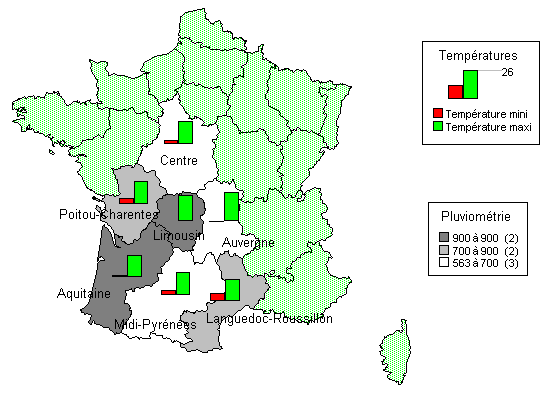 Températures
26
Température mini
Température maxi
Centre
Poitou-Charentes
Limousin
Auvergne
Pluviométrie
900 à 900 (2)
700 à 900 (2)
563 à 700 (3)
Aquitaine
Midi-Pyrénées
Languedoc-Roussillon